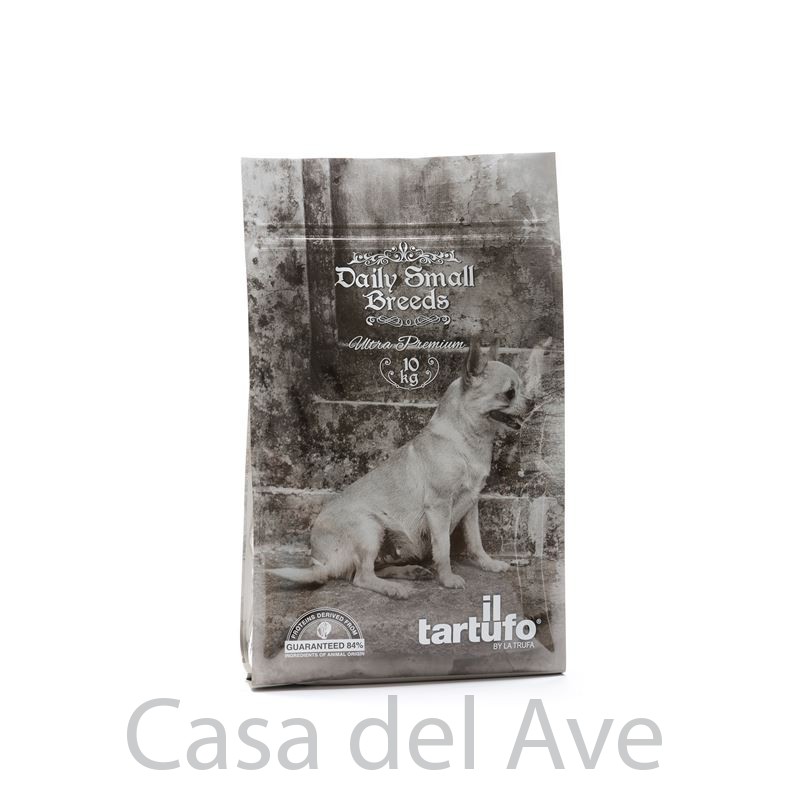 Daily Small
Breeds
Ultra Premium
10
kg
PROTEINS DERIVED FROM
GUARANTEED 84%
INGREDIENTS OF ANIMAL ORIGIN
il
tartufo®
BY LA TRUFA
Casa del Ave